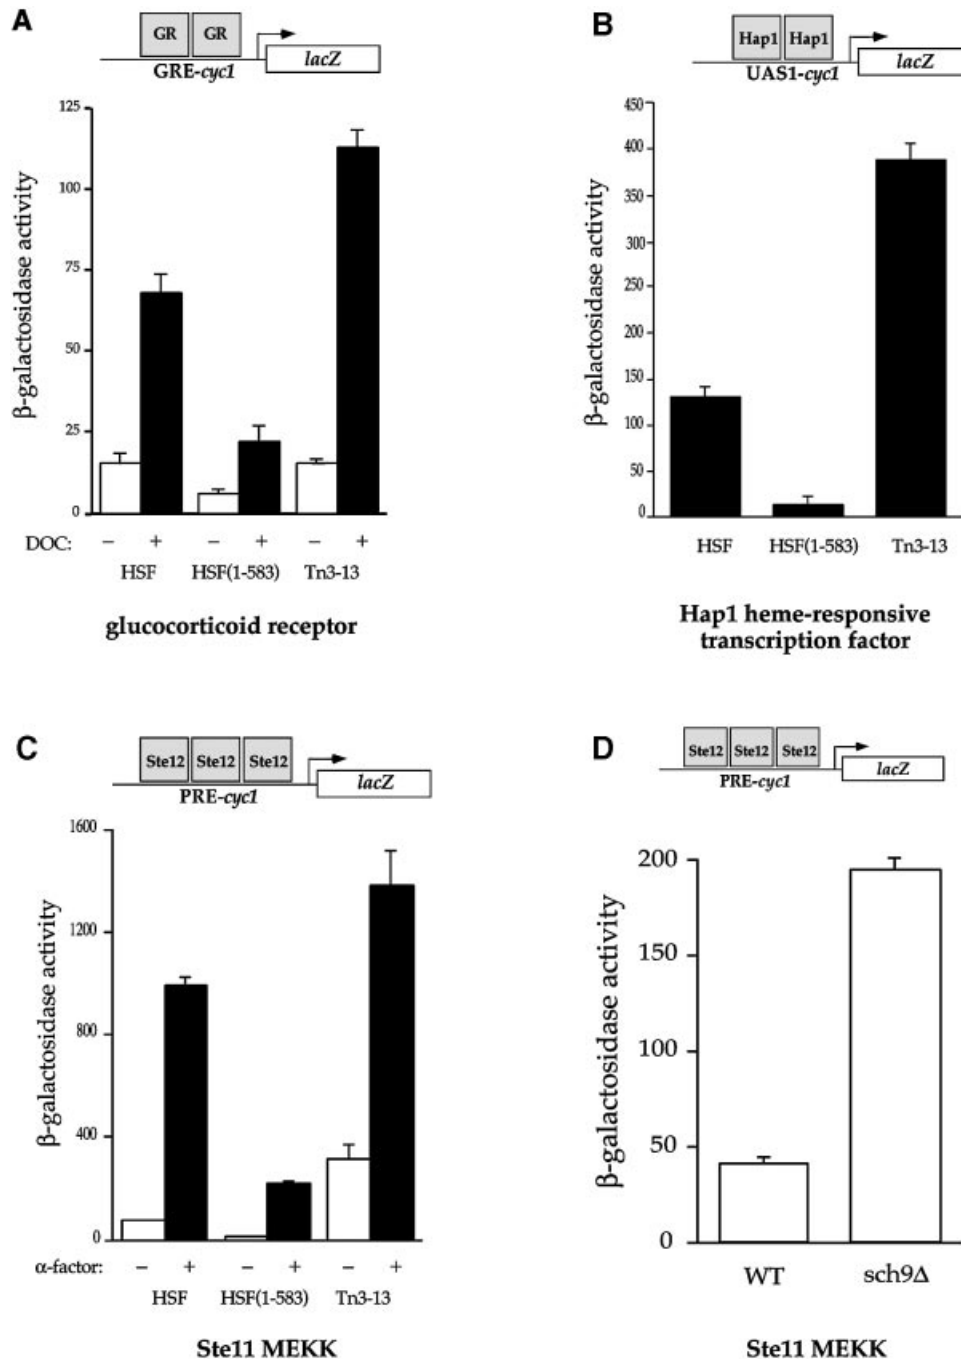 A
GR GR
GRE-cyc1
lacZ
β-galactosidase activity
125
100
75
50
25
0
DOC: – + – + – +
HSF HSF(1-583) Tn3-13
glucocorticoid receptor
B
Hap1 Hap1
UAS1-cyc1
lacZ
β-galactosidase activity
450
400
350
300
250
200
150
100
50
0
HSF HSF(1-583) Tn3-13
Hap1 heme-responsive
transcription factor
C
Ste12 Ste12 Ste12
PRE-cyc1
lacZ
β-galactosidase activity
1600
1200
800
400
0
α-factor: – + – + – +
HSF HSF(1-583) Tn3-13
Ste11 MEKK
D
Ste12 Ste12 Ste12
PRE-cyc1
lacZ
β-galactosidase activity
200
150
100
50
0
WT sch9Δ
Ste11 MEKK